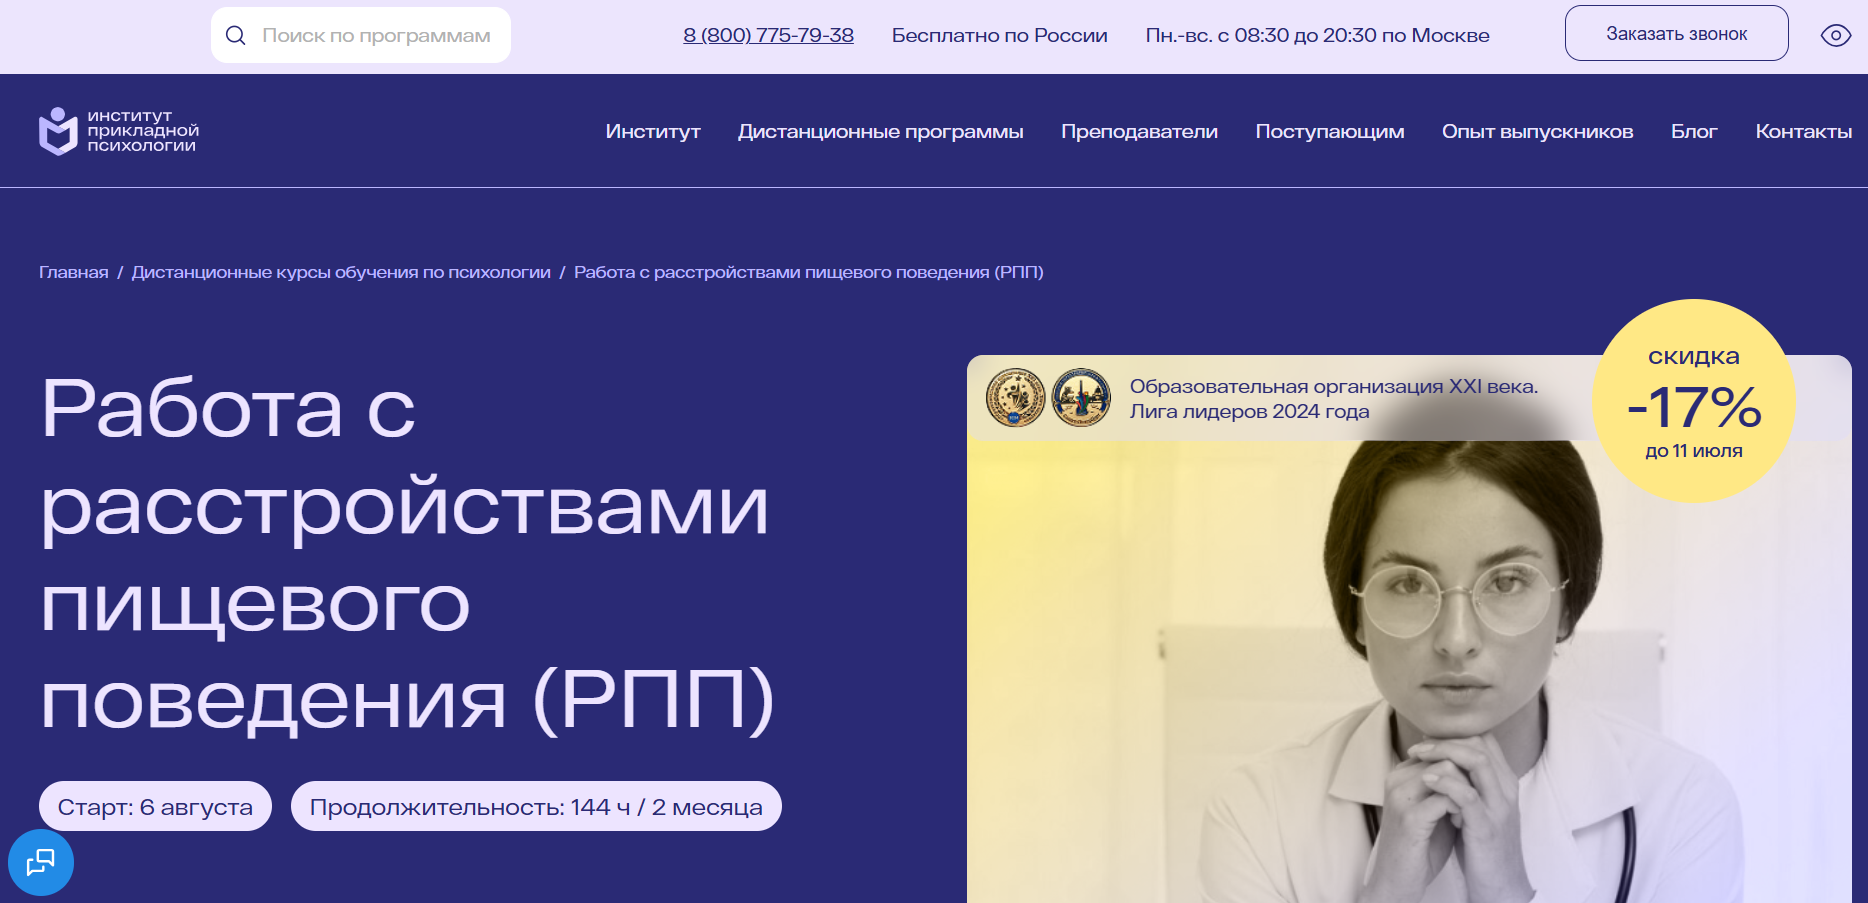 Поиск по программам
8 (800) 775-79-38
Бесплатно по России
Пн.-вс. с 08:30 до 20:30 по Москве
Заказать звонок
институт
прикладной
психологии
Институт
Дистанционные программы
Преподаватели
Поступающим
Опыт выпускников
Блог
Контакты
Главная / Дистанционные курсы обучения по психологии / Работа с расстройствами пищевого поведения (РПП)
Работа с
расстройствами
пищевого
поведения (РПП)
Старт: 6 августа
Продолжительность: 144 ч / 2 месяца
Образовательная организация XXI века.
Лига лидеров 2024 года
скидка
-17%
до 11 июля